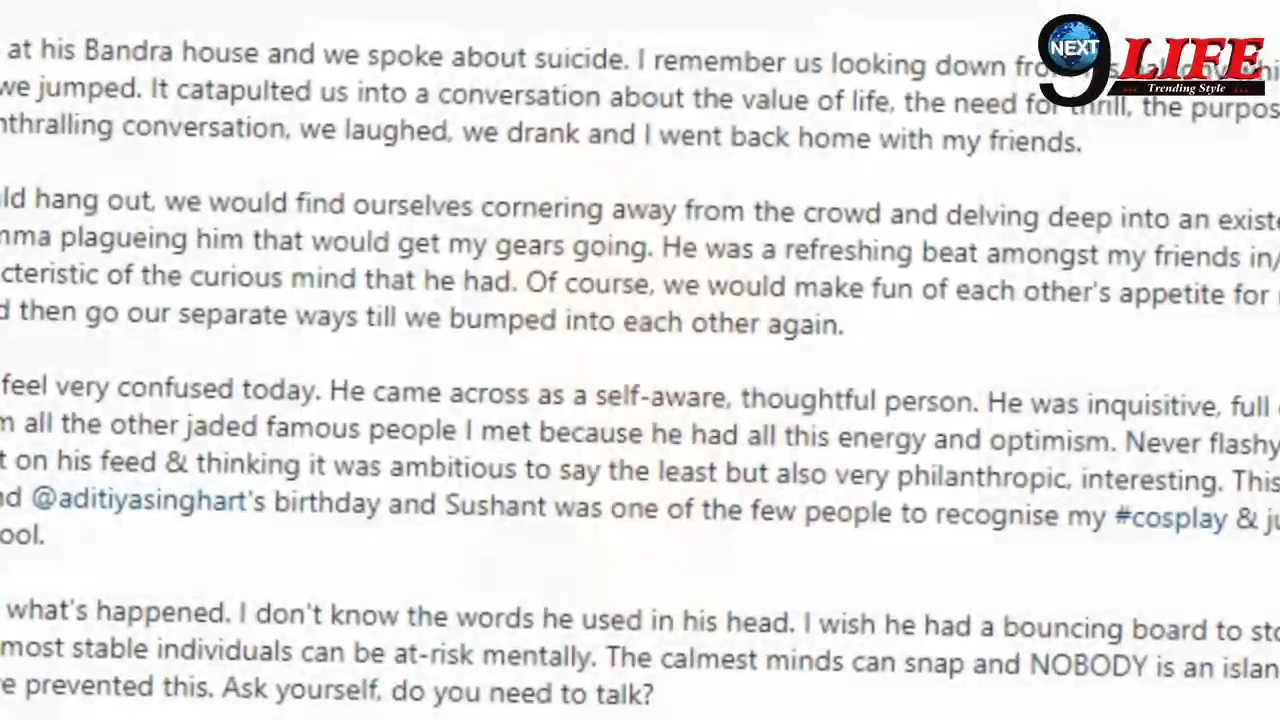 at his Bandra house and we spoke about suicide. I remember us looking down
we jumped. It catapulted us into a conversation about the value of life, the need for thrill, the
conversation, we laughed, we drank and I went back home with my friends.
hang out, we would find ourselves cornering away from the crowd and delving deep into an
plagueing him that would get my gears going. He was a refreshing beat amongst my friends in/
of the curious mind that he had. Of course, we would make fun of each other's appetite for
then go our separate ways till we bumped into each other again.
feel very confused today. He came across as a self-aware, thoughtful person. He was inquisitive, full
all the other jaded famous people I met because he had all this energy and optimism. Never flashy
on his feed & thinking it was ambitious to say the least but also very philanthropic, interesting. This
@aditiyasinghart's birthday and Sushant was one of the few people to recognise my #cosplay &
what's happened. I don't know the words he used in his head. I wish he had a bouncing board to
most stable individuals can be at-risk mentally. The calmest minds can snap and NOBODY is an
prevented this. Ask yourself, do you need to talk?
NEXT 9 LIFE
... Trending Style ...